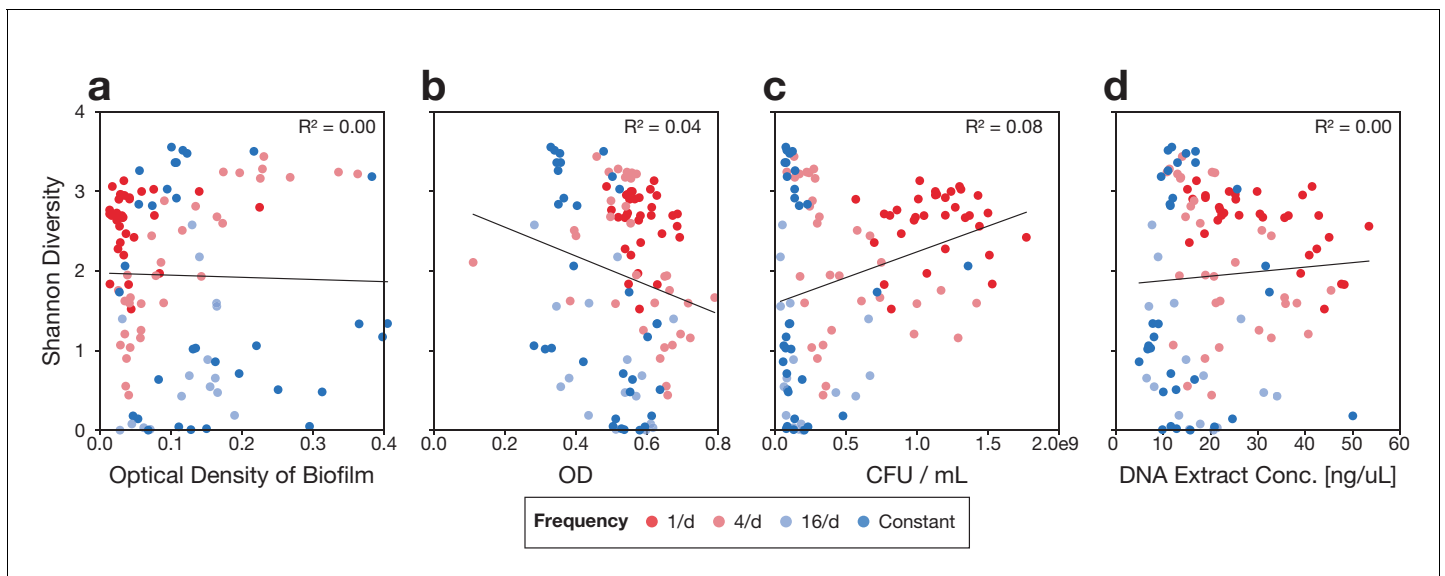 a
b
c
d
R² = 0.00
R² = 0.04
R² = 0.08
R² = 0.00
Shannon Diversity
4
3
2
1
0
0.0 0.1 0.2 0.3 0.4
0.0 0.2 0.4 0.6 0.8
0.0 0.5 1.0 1.5 2.0e9
0 10 20 30 40 50 60
Optical Density of Biofilm
OD
CFU / mL
DNA Extract Conc. [ng/uL]
Frequency 1/d 4/d 16/d Constant